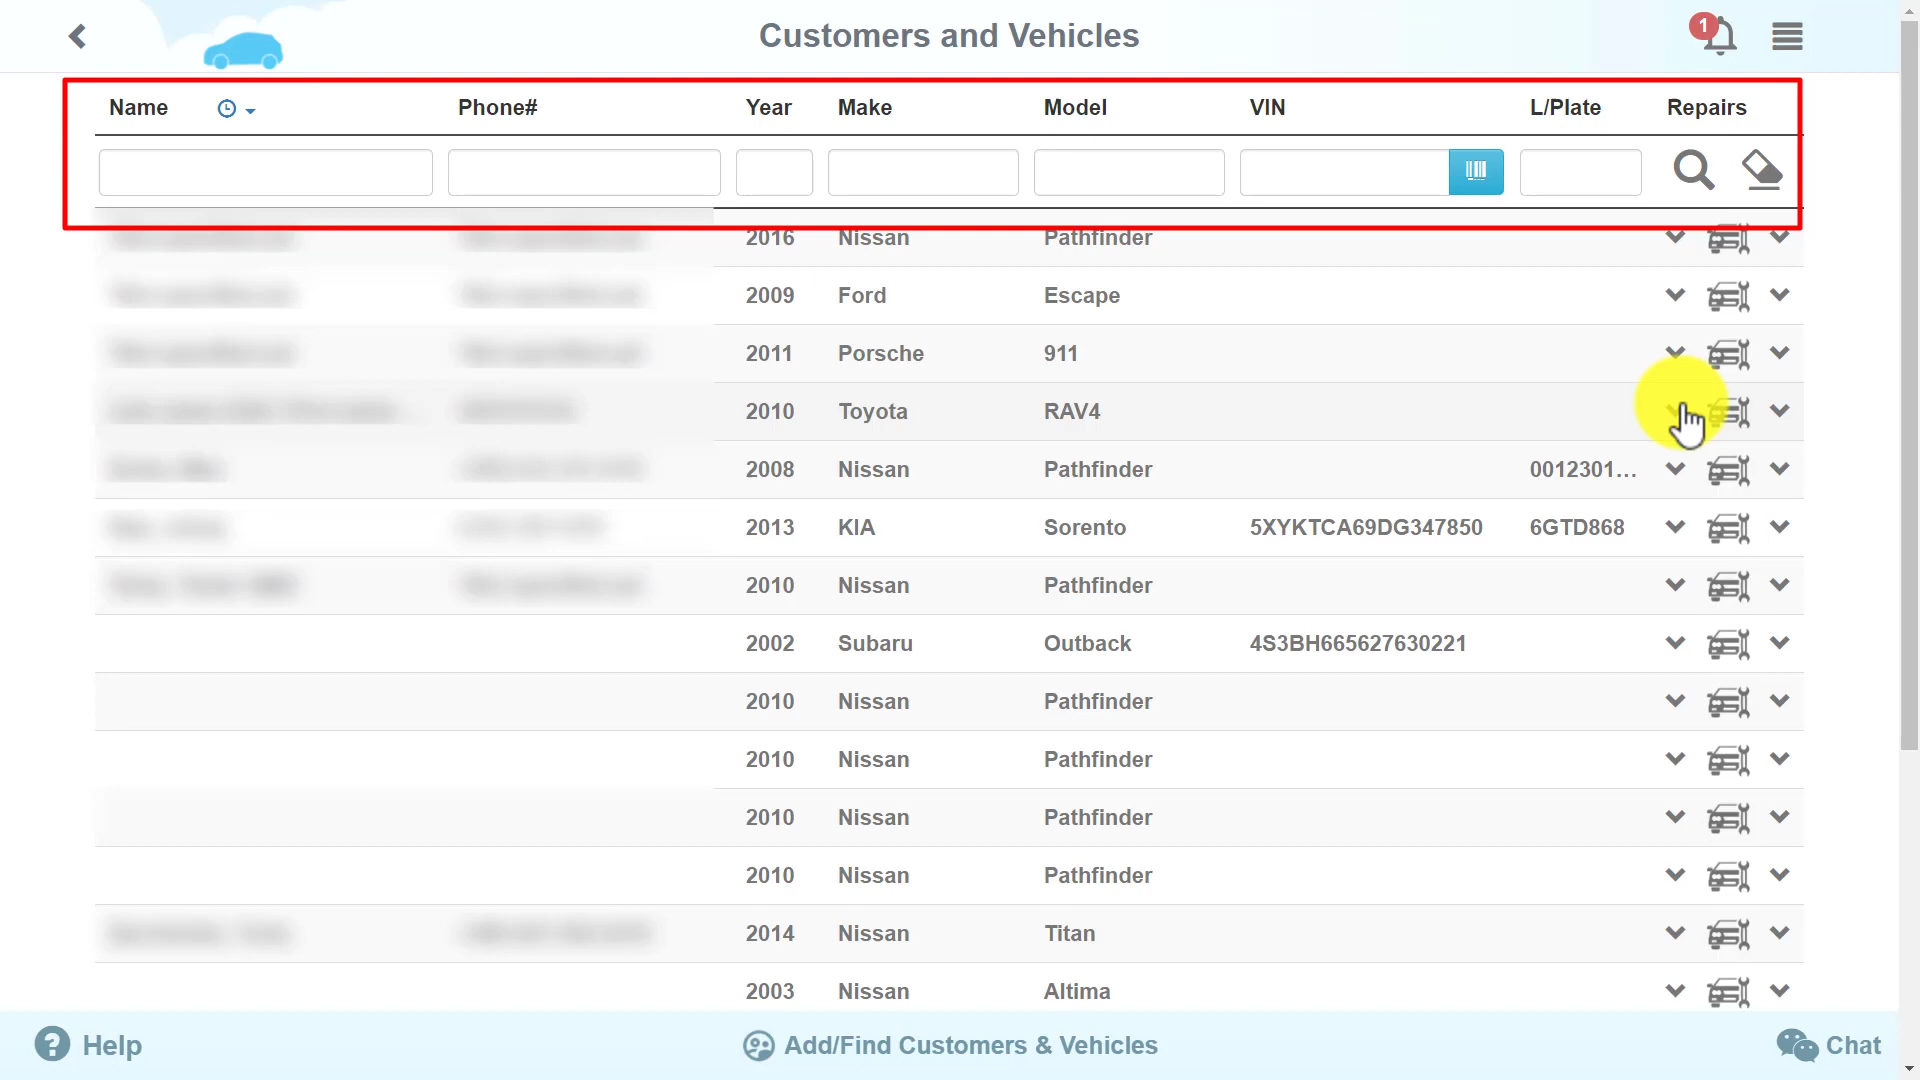 Customers and Vehicles
1
Name Phone# Year Make Model VIN L/Plate Repairs
2016 Nissan Pathfinder
2009 Ford Escape
2011 Porsche 911
2010 Toyota RAV4
2008 Nissan Pathfinder 0012301...
2013 KIA Sorento 5XYKTCA69DG347850 6GTD868
2010 Nissan Pathfinder
2002 Subaru Outback 4S3BH665627630221
2010 Nissan Pathfinder
2010 Nissan Pathfinder
2010 Nissan Pathfinder
2010 Nissan Pathfinder
2014 Nissan Titan
2003 Nissan Altima
? Help Add/Find Customers & Vehicles Chat